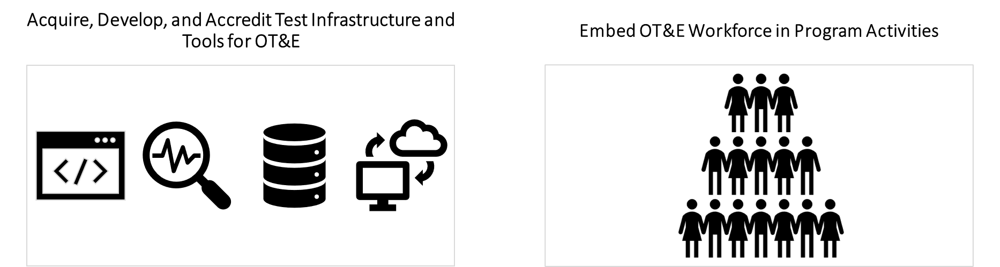 Acquire, Develop, and Accredit Test Infrastructure and
Tools for OT&E
Embed OT&E Workforce in Program Activities
</>